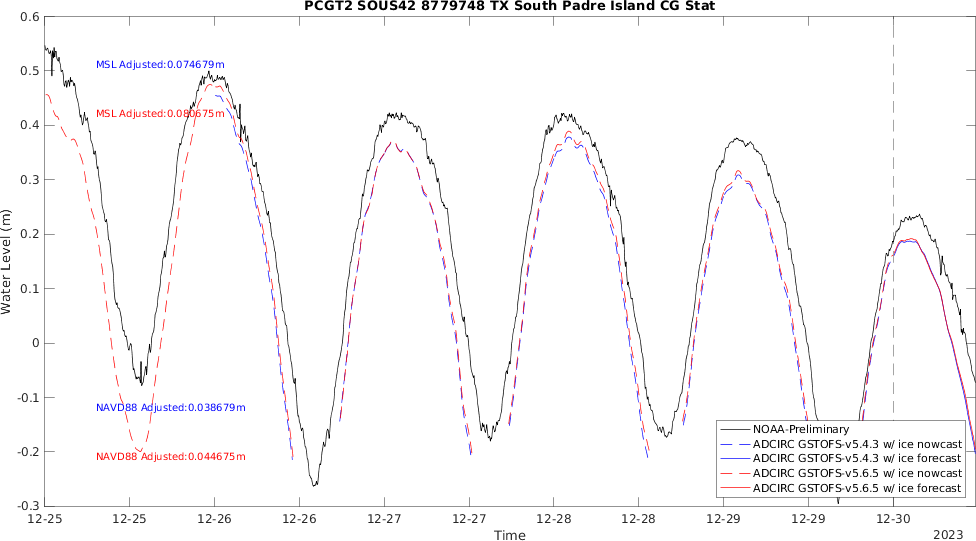 PCGT2 SOUS42 8779748 TX South Padre Island CG Stat
0.6
0.5
0.4
0.3
0.2
0.1
0
-0.1
-0.2
-0.3
Water Level (m)
MSL Adjusted:0.074679m
MSL Adjusted:0.080675m
NAVD88 Adjusted:0.038679m
NAVD88 Adjusted:0.044675m
NOAA-Preliminary
ADCIRC GSTOFS-v5.4.3 w/ ice nowcast
ADCIRC GSTOFS-v5.4.3 w/ ice forecast
ADCIRC GSTOFS-v5.6.5 w/ ice nowcast
ADCIRC GSTOFS-v5.6.5 w/ ice forecast
12-25 12-25 12-26 12-26 12-27 12-27 12-28 12-28 12-29 12-29 12-30
Time
2023